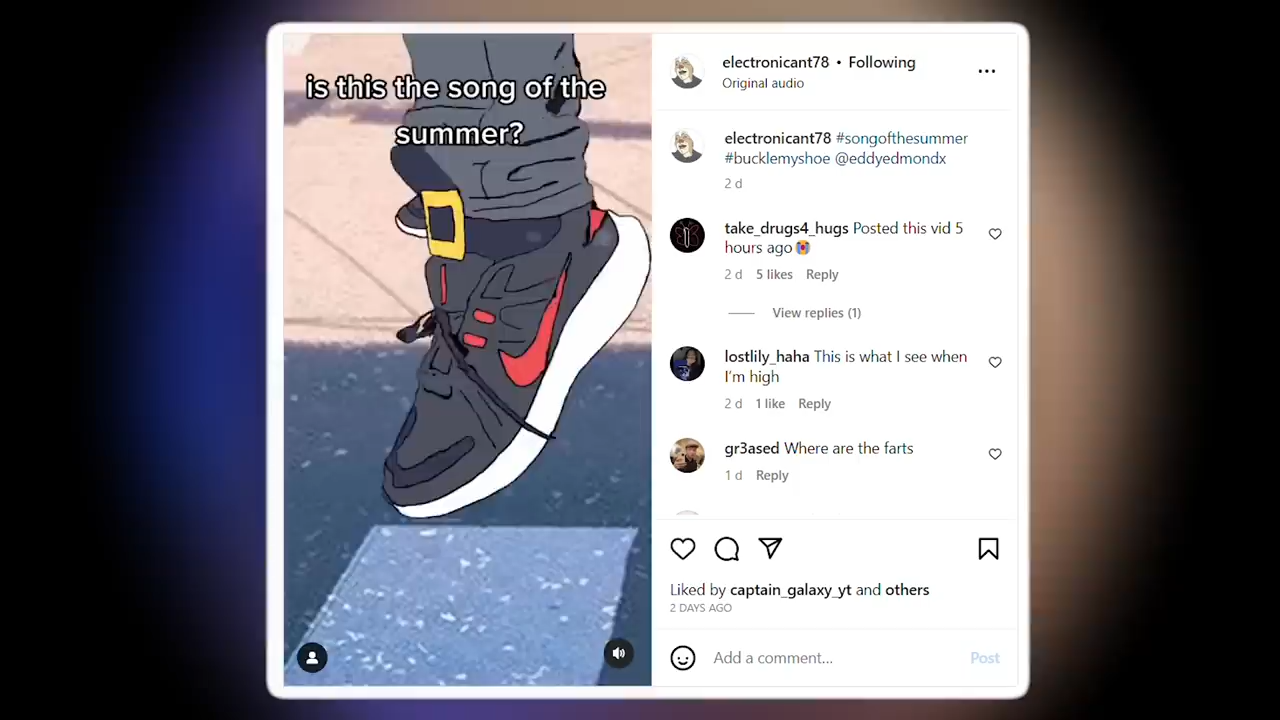 is this the song of the
summer?
electronicant78 • Following
Original audio
electronicant78 #songofthesummer
#bucklemyshoe @eddyedmondx
2 d
take_drugs4_hugs Posted this vid 5
hours ago😭
2 d 5 likes Reply
View replies (1)
lostlily_haha This is what I see when
I'm high
2 d 1 like Reply
gr3ased Where are the farts
1 d Reply
Liked by captain_galaxy_yt and others
2 DAYS AGO
Add a comment... Post